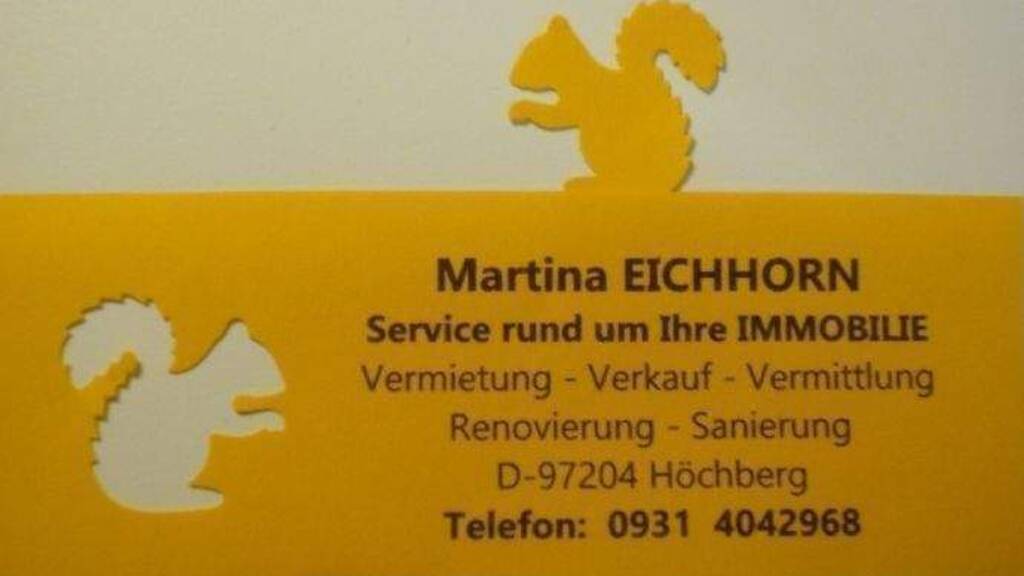 Martina EICHHORN
Service rund um Ihre IMMOBILIE
Vermietung - Verkauf - Vermittlung
Renovierung - Sanierung
D-97204 Höchberg
Telefon: 0931 4042968